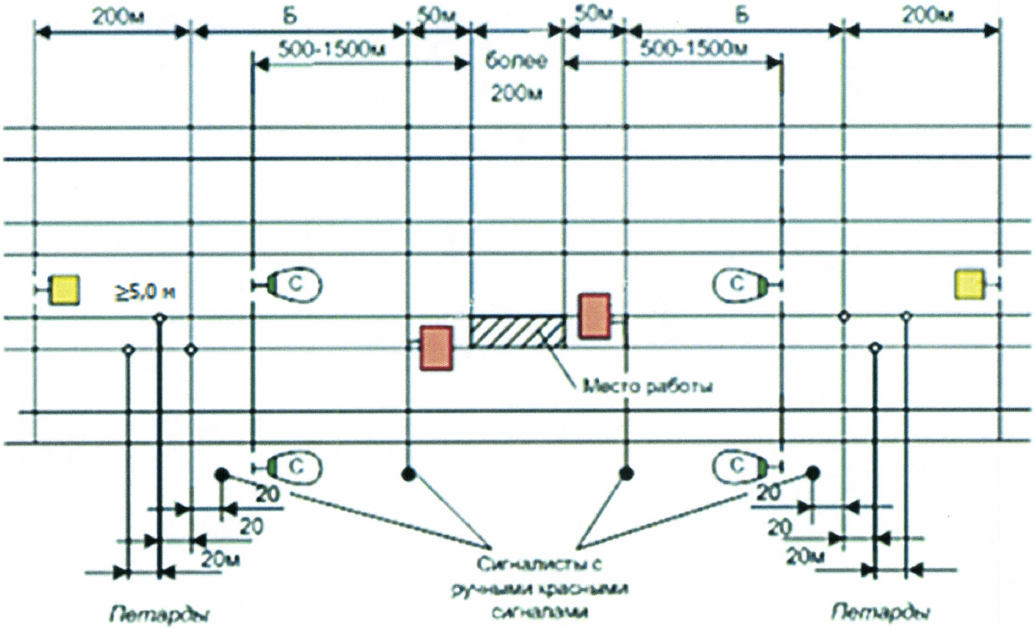 200м Б 50м 50м Б 200м
500-1500м более 500-1500м
200м
≥5,0 м С С
Место работы
С С
20 20
20 20
20м 20м
Сигналисты с
ручными красными
сигналами
Петарды Петарды